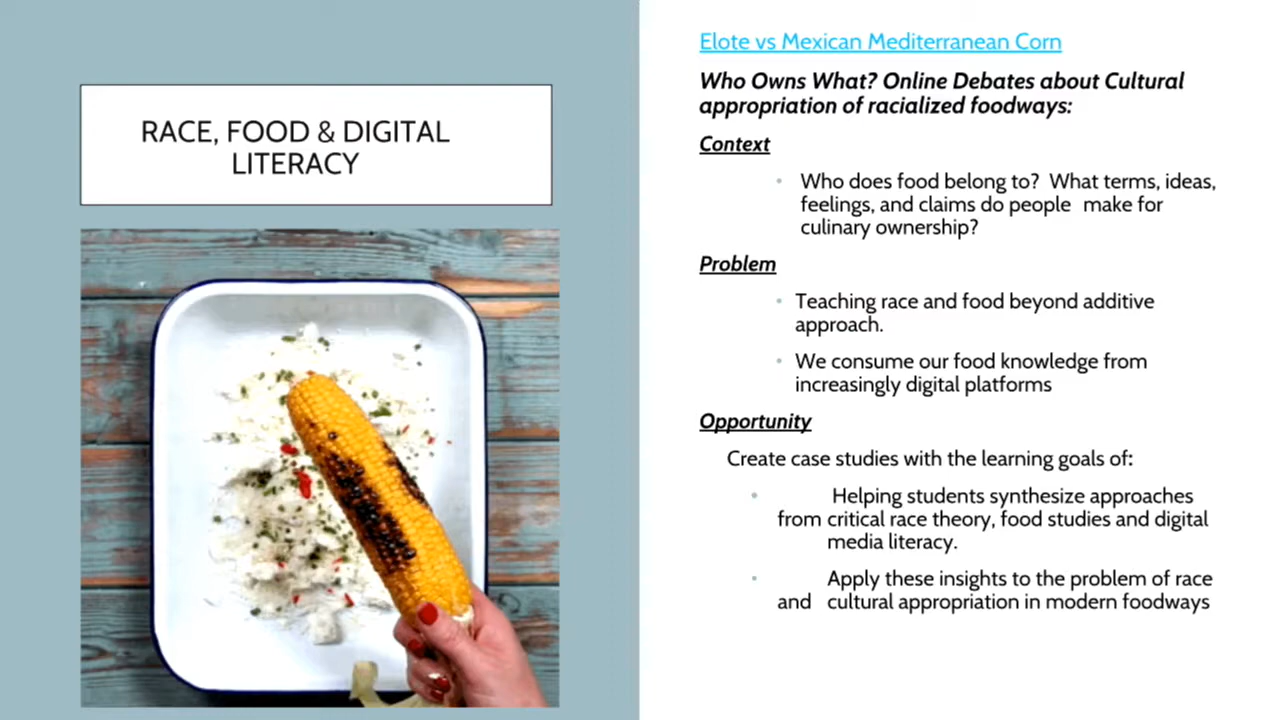 RACE, FOOD & DIGITAL
LITERACY
Elote vs Mexican Mediterranean Corn
Who Owns What? Online Debates about Cultural
appropriation of racialized foodways:
Context
• Who does food belong to? What terms, ideas,
feelings, and claims do people make for
culinary ownership?
Problem
• Teaching race and food beyond additive
approach.
• We consume our food knowledge from
increasingly digital platforms
Opportunity
Create case studies with the learning goals of:
• Helping students synthesize approaches
from critical race theory, food studies and digital
media literacy.
• Apply these insights to the problem of race
and cultural appropriation in modern foodways